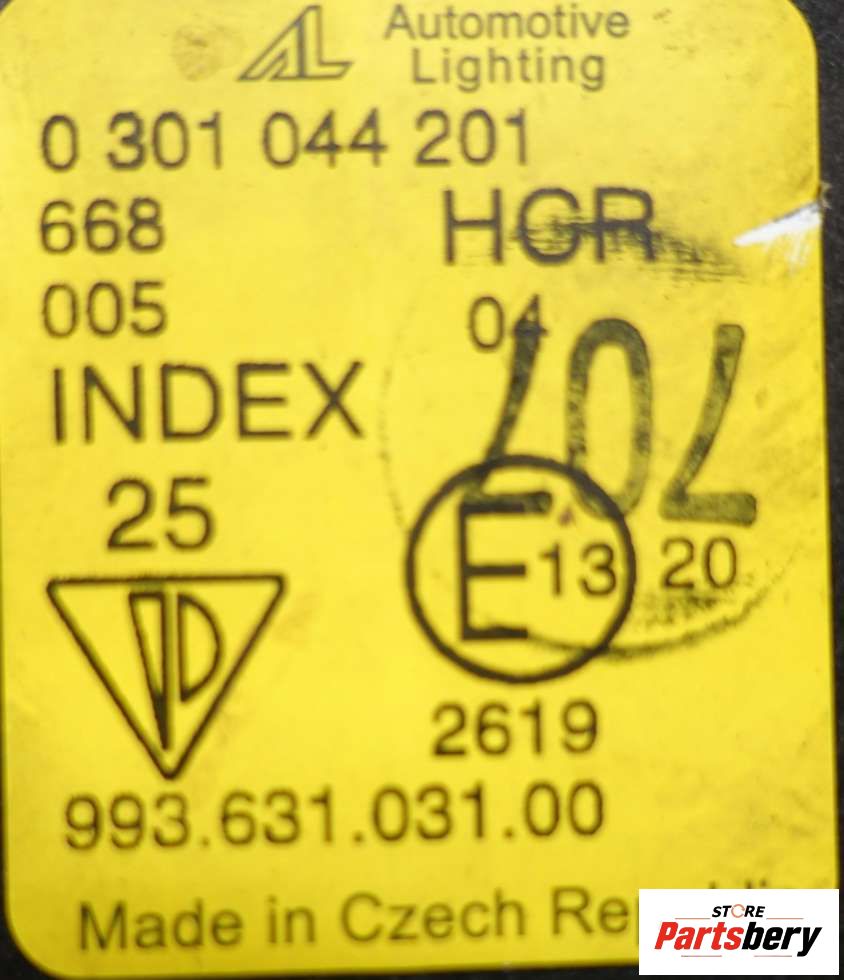 AL Automotive
Lighting
0 301 044 201
668 HCR
005 04
INDEX
707
25
E 13 20
2619
993.631.031.00
Made in Czech
STORE
Partsbery